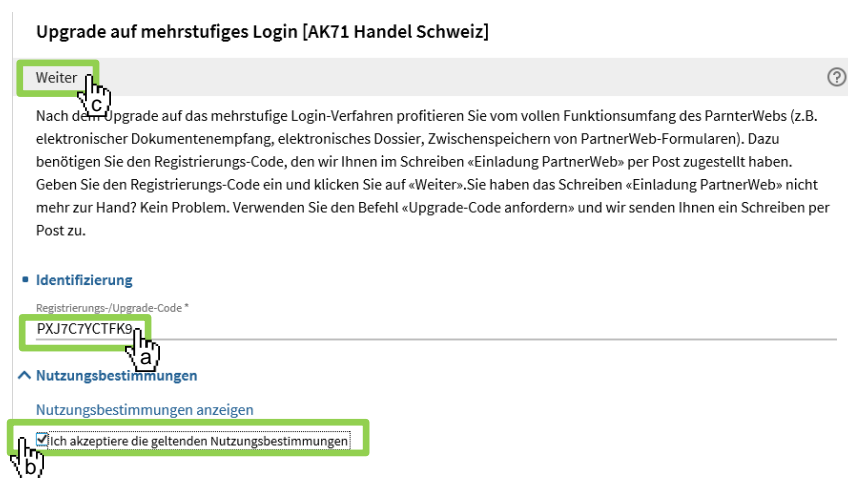 Upgrade auf mehrstufiges Login [AK71 Handel Schweiz]
Weiter
?
c
Nach dem Upgrade auf das mehrstufige Login-Verfahren profitieren Sie vom vollen Funktionsumfang des ParnterWebs (z.B.
elektronischer Dokumentenempfang, elektronisches Dossier, Zwischenspeichern von PartnerWeb-Formularen). Dazu
benötigen Sie den Registrierungs-Code, den wir Ihnen im Schreiben «Einladung PartnerWeb» per Post zugestellt haben.
Geben Sie den Registrierungs-Code ein und klicken Sie auf «Weiter».Sie haben das Schreiben «Einladung PartnerWeb» nicht
mehr zur Hand? Kein Problem. Verwenden Sie den Befehl «Upgrade-Code anfordern» und wir senden Ihnen ein Schreiben per
Post zu.
Identifizierung
Registrierungs-/Upgrade-Code *
PXJ7C7YCTFK9
a
Nutzungsbestimmungen
Nutzungsbestimmungen anzeigen
Ich akzeptiere die geltenden Nutzungsbestimmungen
b